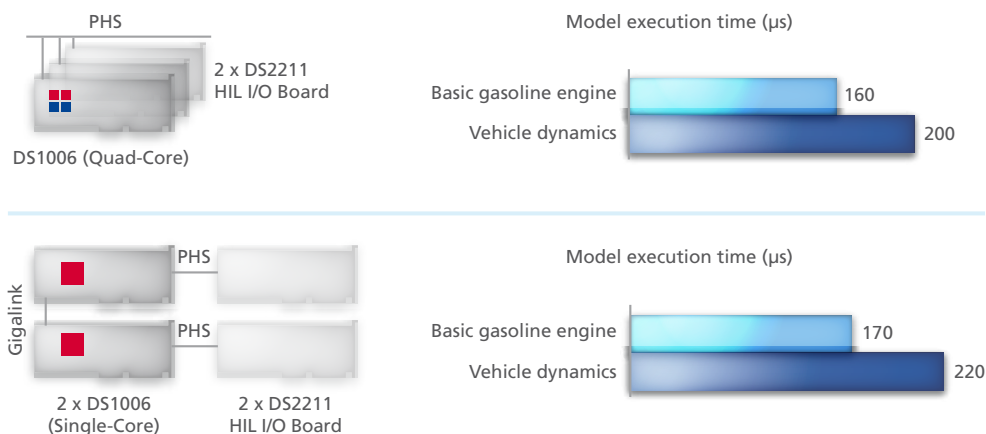 PHS
2 x DS2211
HIL I/O Board
DS1006 (Quad-Core)
Model execution time (µs)
Basic gasoline engine
160
Vehicle dynamics
200
Gigalink
PHS
PHS
2 x DS1006
(Single-Core)
2 x DS2211
HIL I/O Board
Model execution time (µs)
Basic gasoline engine
170
Vehicle dynamics
220